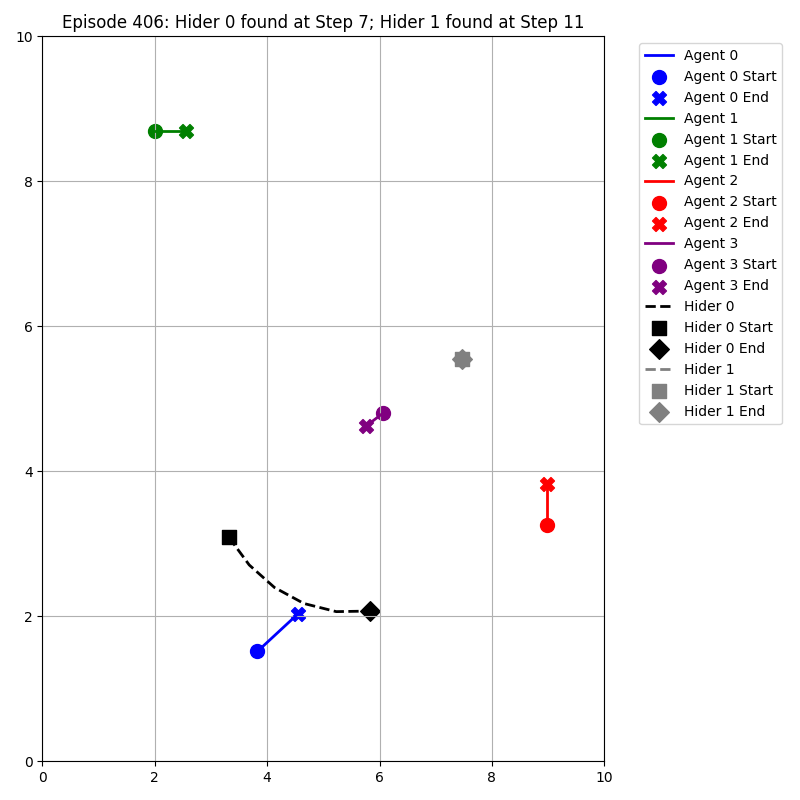 Episode 406: Hider 0 found at Step 7; Hider 1 found at Step 11
10
8
6
4
2
0
0 2 4 6 8 10
Agent 0
Agent 0 Start
Agent 0 End
Agent 1
Agent 1 Start
Agent 1 End
Agent 2
Agent 2 Start
Agent 2 End
Agent 3
Agent 3 Start
Agent 3 End
Hider 0
Hider 0 Start
Hider 0 End
Hider 1
Hider 1 Start
Hider 1 End